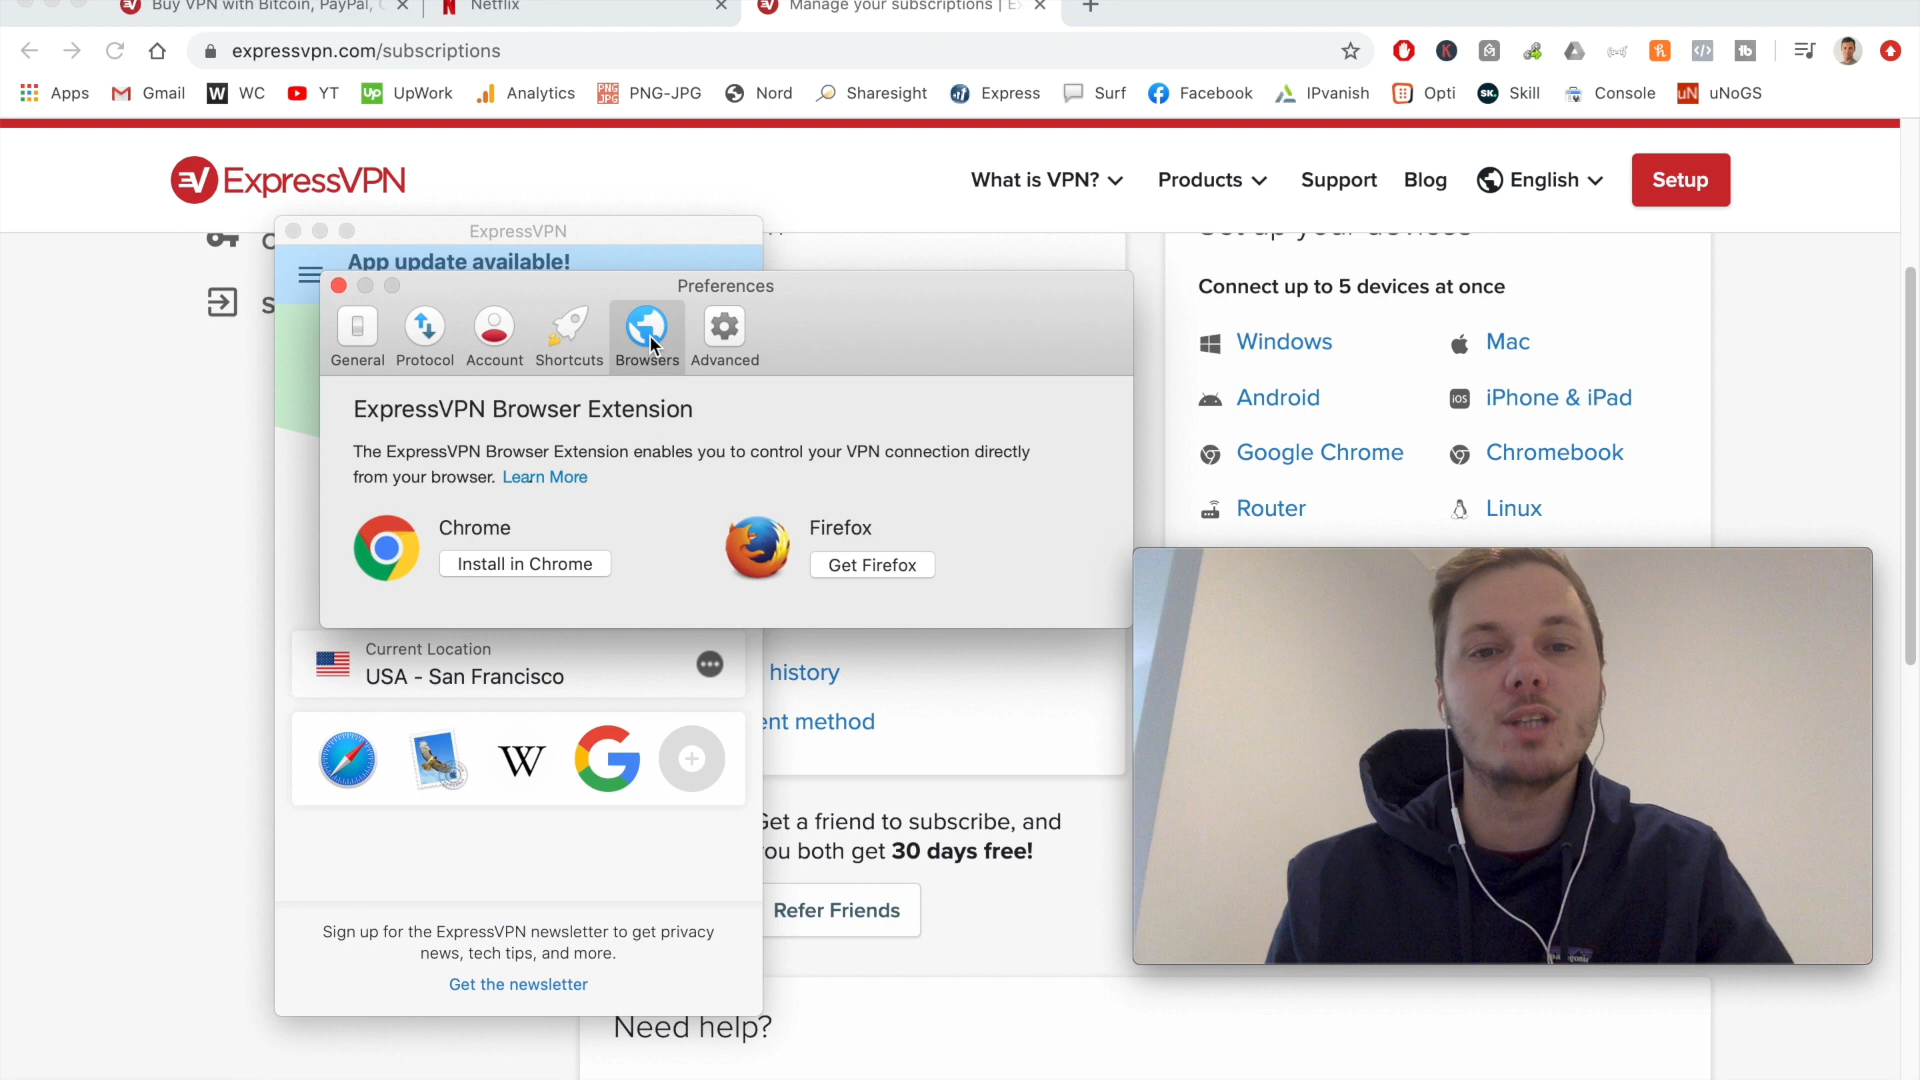 Buy VPN with Bitcoin, PayPal,
Netflix
Manage your subscriptions |
expressvpn.com/subscriptions
Apps
Gmail
WC
YT
UpWork
Analytics
PNG-JPG
Nord
Sharesight
Express
Surf
Facebook
IPvanish
Opti
Skill
Console
uNoGS
ExpressVPN
What is VPN?
Products
Support
Blog
English
Setup
ExpressVPN
App update available!
Preferences
General
Protocol
Account
Shortcuts
Browsers
Advanced
ExpressVPN Browser Extension
The ExpressVPN Browser Extension enables you to control your VPN connection directly
from your browser. Learn More
Chrome
Install in Chrome
Firefox
Get Firefox
Connect up to 5 devices at once
Windows
Mac
Android
iPhone & iPad
Google Chrome
Chromebook
Router
Linux
Current Location
USA - San Francisco
history
method
Get a friend to subscribe, and
you both get 30 days free!
Refer Friends
Sign up for the ExpressVPN newsletter to get privacy
news, tech tips, and more.
Get the newsletter
Need help?